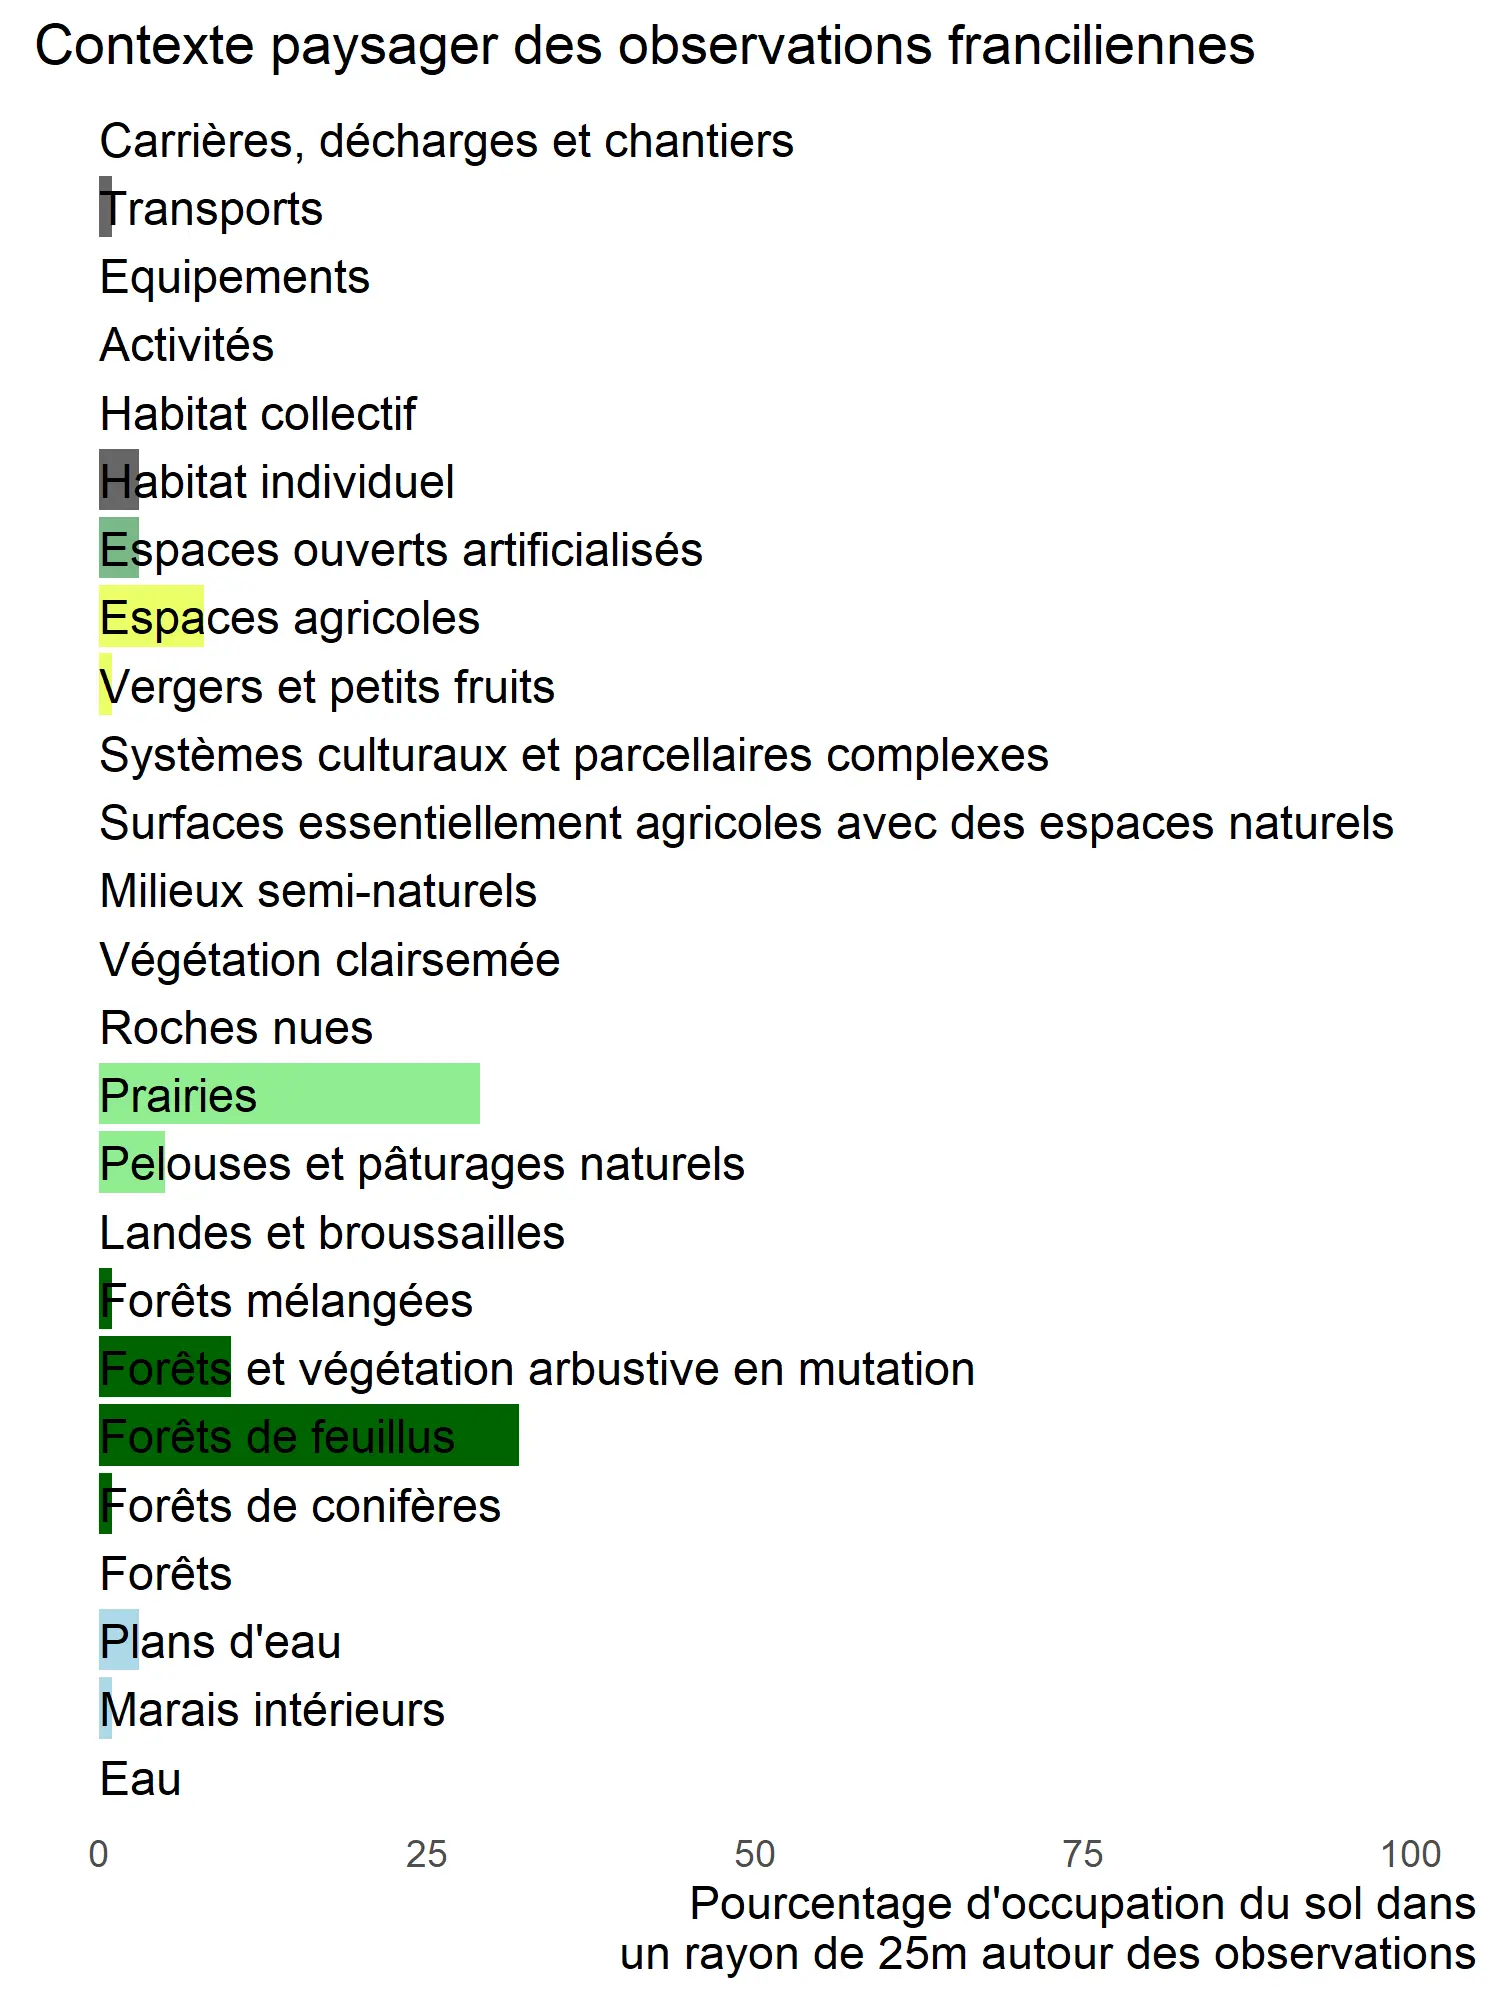 Contexte paysager des observations franciliennes
Carrières, décharges et chantiers
Transports
Equipements
Activités
Habitat collectif
Habitat individuel
Espaces ouverts artificialisés
Espaces agricoles
Vergers et petits fruits
Systèmes culturaux et parcellaires complexes
Surfaces essentiellement agricoles avec des espaces naturels
Milieux semi-naturels
Végétation clairsemée
Roches nues
Prairies
Pelouses et pâturages naturels
Landes et broussailles
Forêts mélangées
Forêts et végétation arbustive en mutation
Forêts de feuillus
Forêts de conifères
Forêts
Plans d'eau
Marais intérieurs
Eau
0 25 50 75 100
Pourcentage d'occupation du sol dans
un rayon de 25m autour des observations